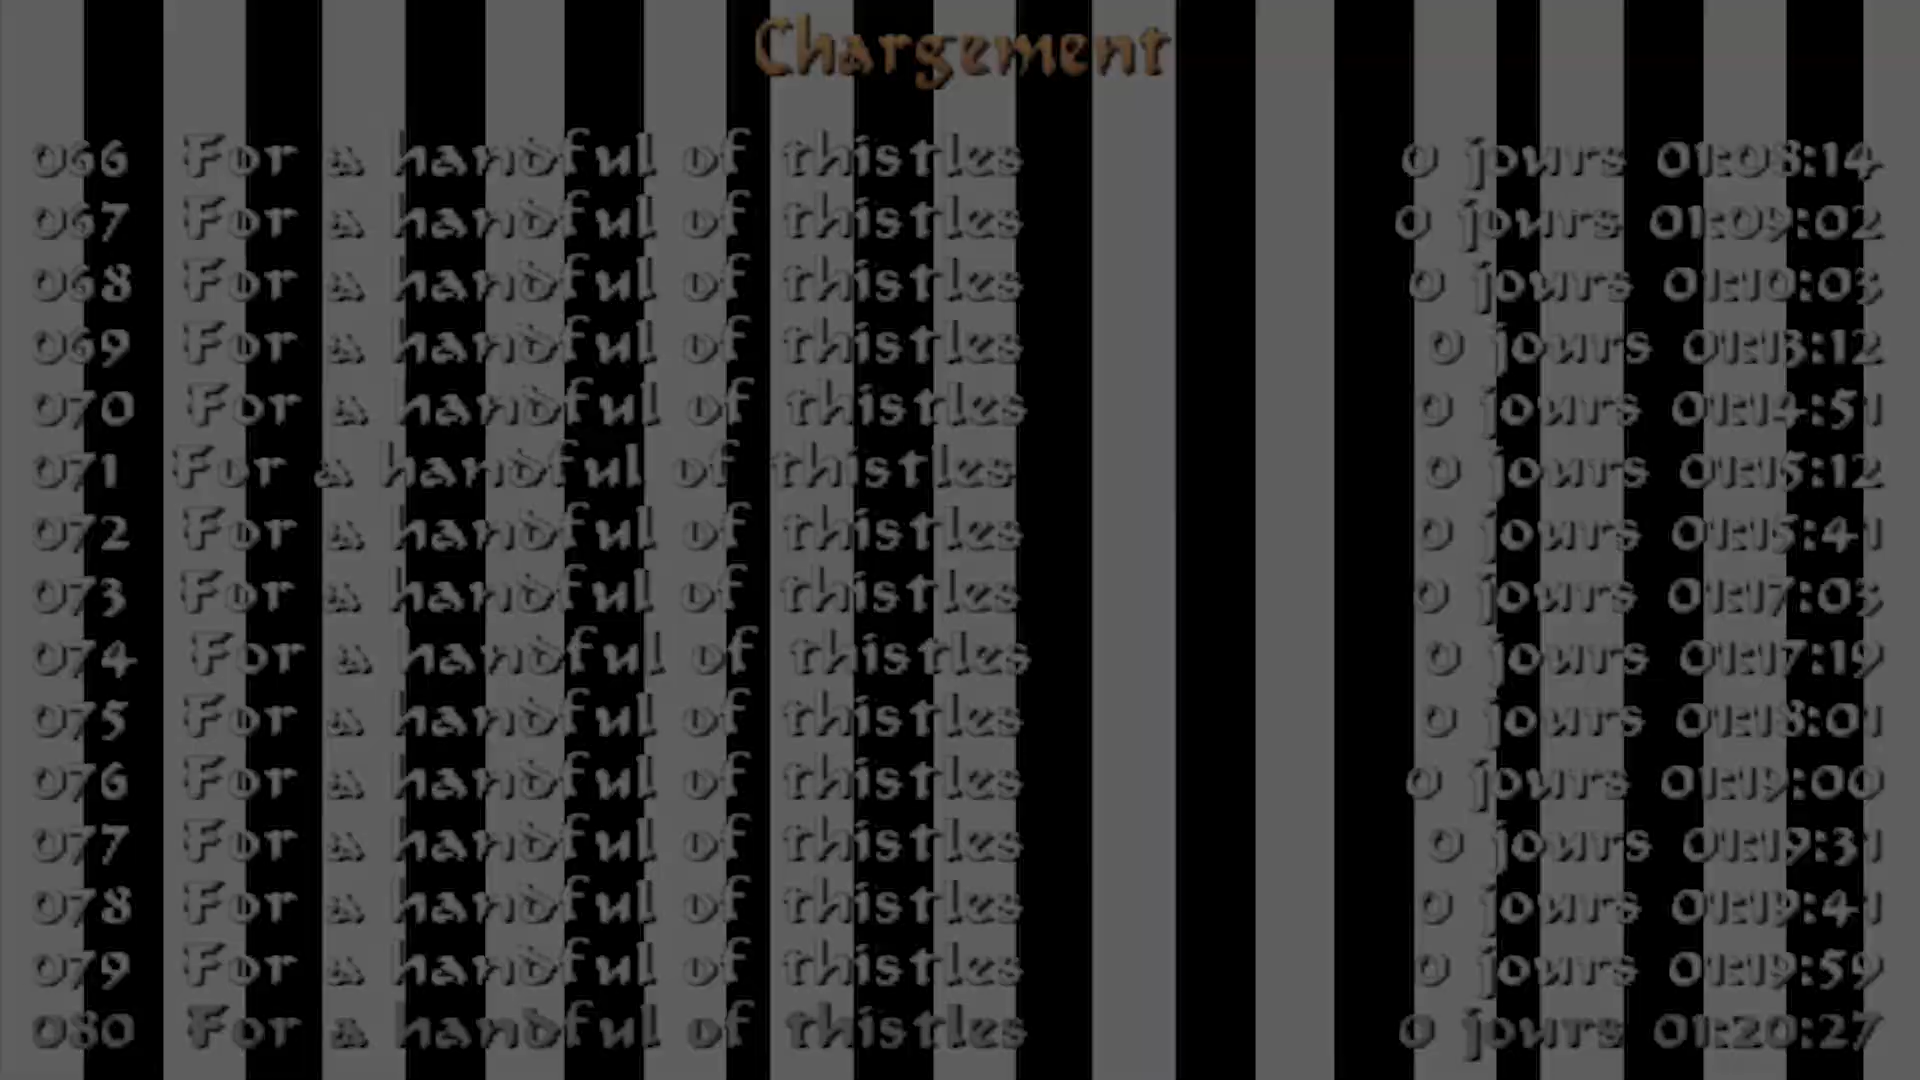 Chargement
066 For a handful of thistles 0 jours 01:08:14
067 For a handful of thistles 0 jours 01:09:02
068 For a handful of thistles 0 jours 01:10:03
069 For a handful of thistles 0 jours 01:13:12
070 For a handful of thistles 0 jours 01:14:51
071 For a handful of thistles 0 jours 01:15:12
072 For a handful of thistles 0 jours 01:15:41
073 For a handful of thistles 0 jours 01:17:03
074 For a handful of thistles 0 jours 01:17:19
075 For a handful of thistles 0 jours 01:18:01
076 For a handful of thistles 0 jours 01:19:00
077 For a handful of thistles 0 jours 01:19:31
078 For a handful of thistles 0 jours 01:19:41
079 For a handful of thistles 0 jours 01:19:59
080 For a handful of thistles 0 jours 01:20:27